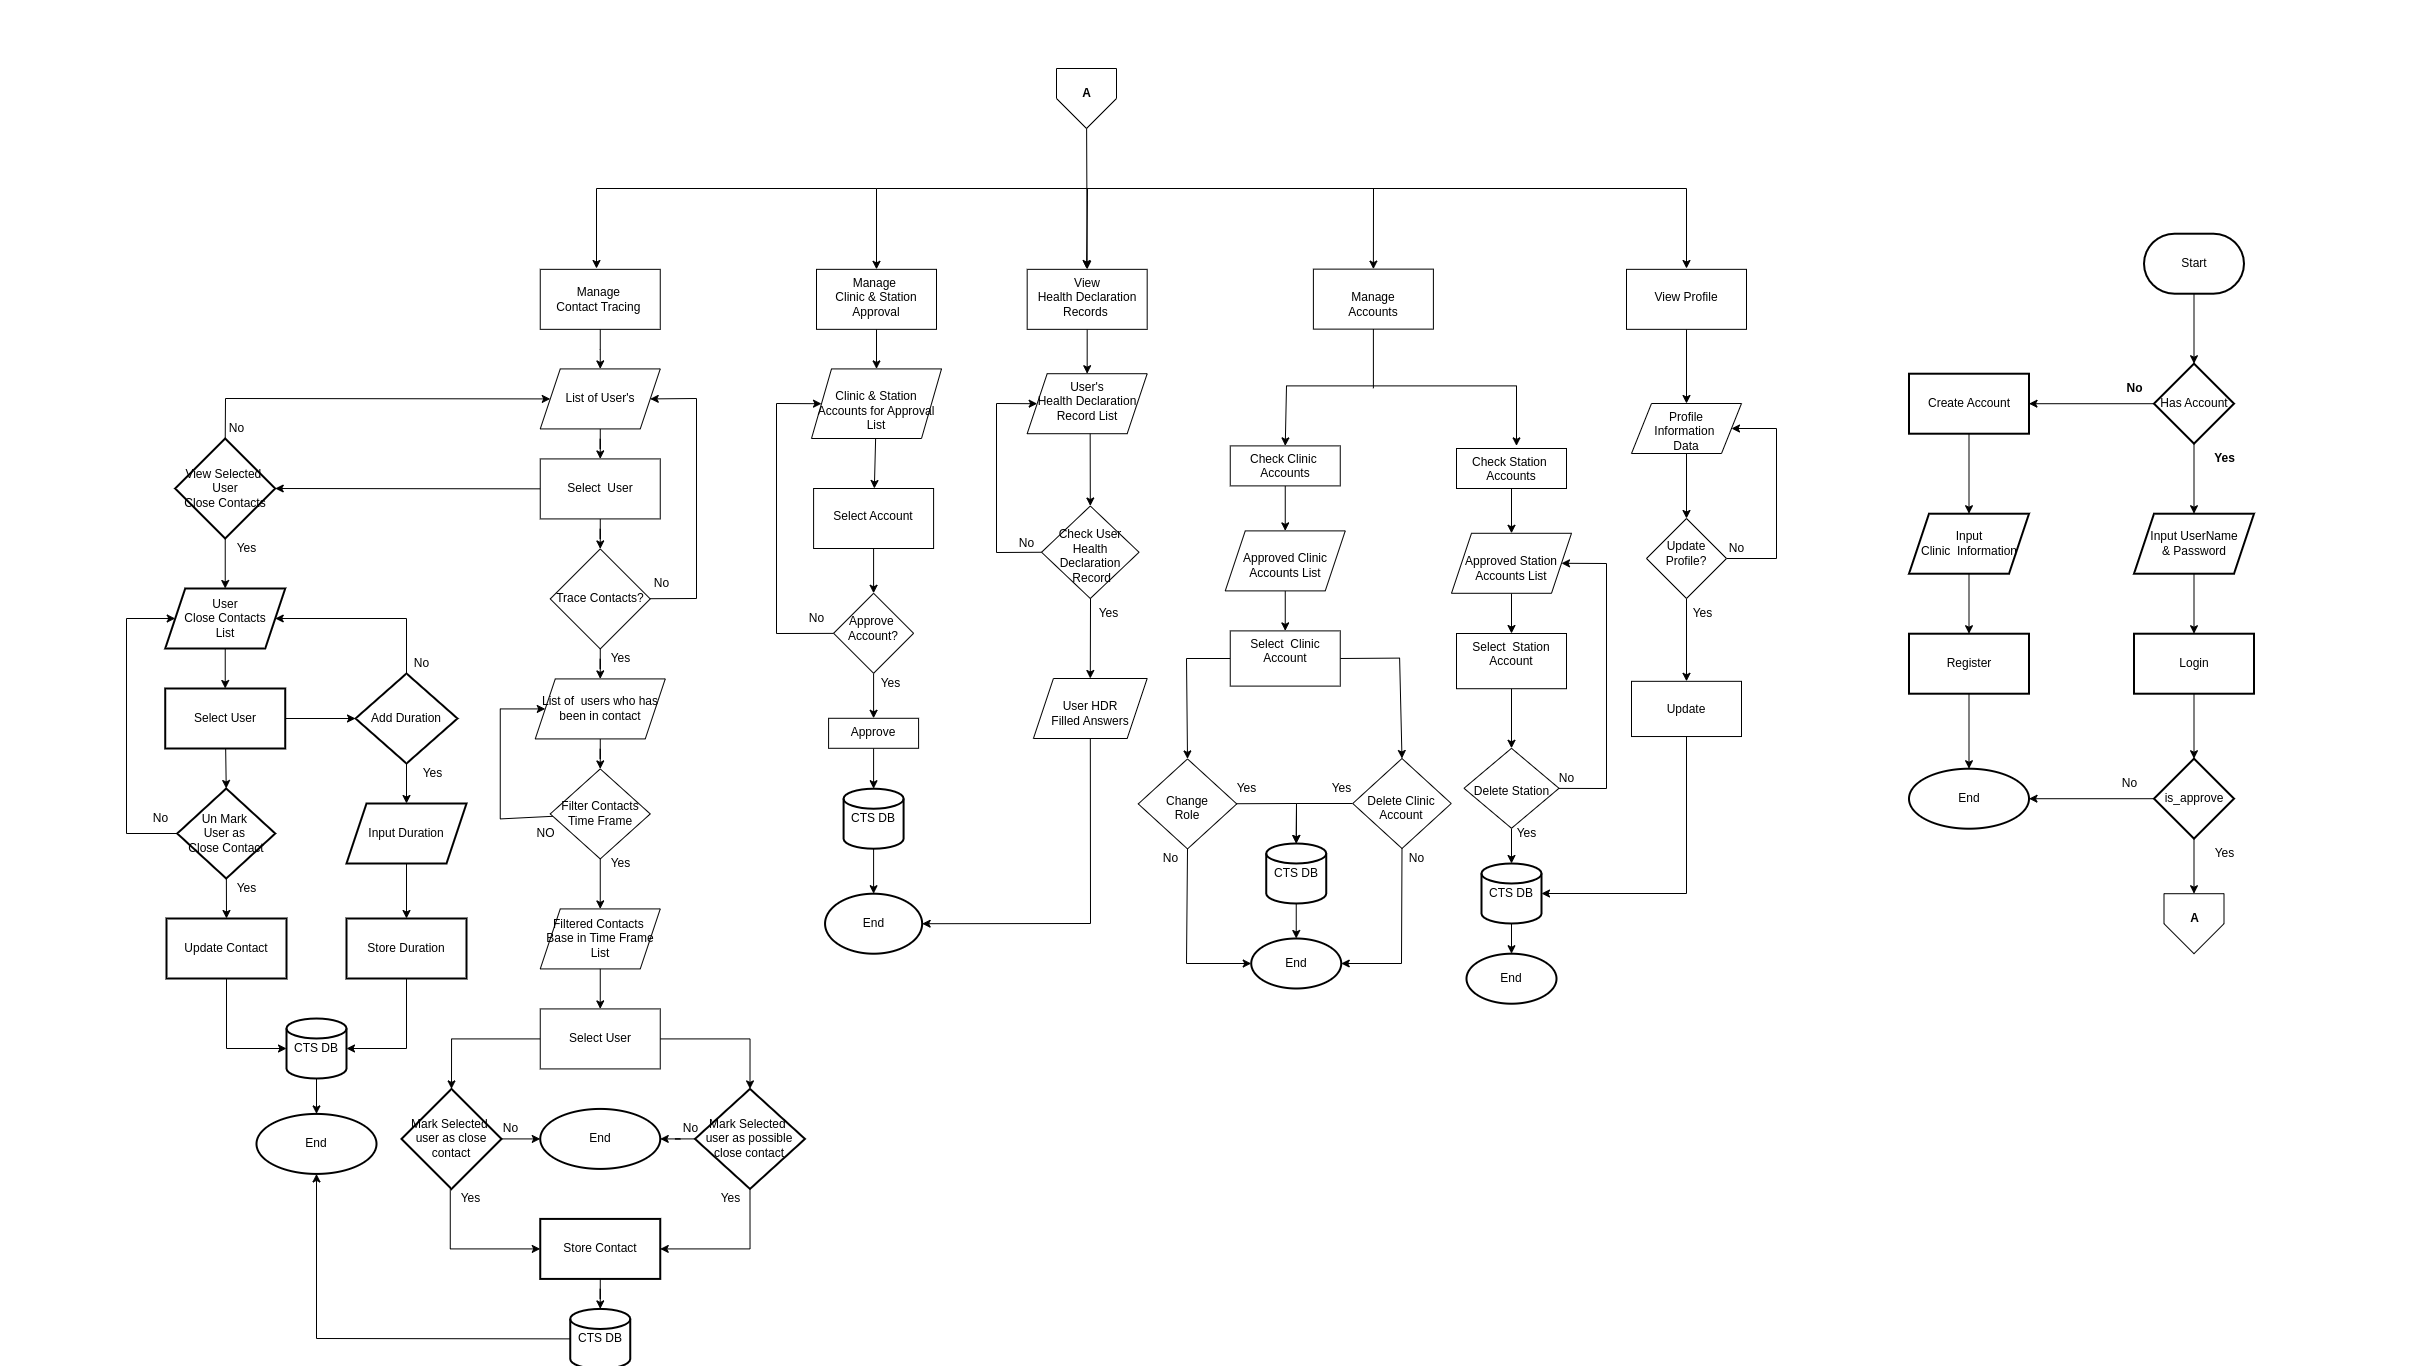 A
Start
Manage
Contact Tracing
Manage
Clinic & Station
Approval
View
Health Declaration
Records
Manage
Accounts
View Profile
List of User's
Clinic & Station
Accounts for Approval
List
User's
Health Declaration
Record List
Profile
Information
Data
Create Account
No
Has Account
Yes
No
View Selected
User
Close Contacts
Yes
Select  User
Select Account
Check Clinic
Accounts
Check Station
Accounts
No
Check User
Health
Declaration
Record
Yes
Approved Clinic
Accounts List
Approved Station
Accounts List
Update
Profile?
No
Yes
Input
Clinic  Information
Input UserName
& Password
User
Close Contacts
List
Trace Contacts?
No
Yes
No
Approve
Account?
Yes
Select  Clinic
Account
Select  Station
Account
Register
Login
Select User
No
Add Duration
Yes
List of  users who has
been in contact
Approve
User HDR
Filled Answers
Update
No
Un Mark
User as
Close Contact
Yes
Input Duration
Filter Contacts
Time Frame
NO
Yes
CTS DB
Change
Role
Yes
No
Yes
Delete Clinic
Account
No
CTS DB
Delete Station
No
Yes
End
No
is_approve
Yes
Update Contact
Store Duration
Filtered Contacts
Base in Time Frame
List
End
End
CTS DB
End
A
CTS DB
Select User
End
Mark Selected
user as close
contact
No
Yes
End
No
Mark Selected
user as possible
close contact
Yes
Store Contact
CTS DB